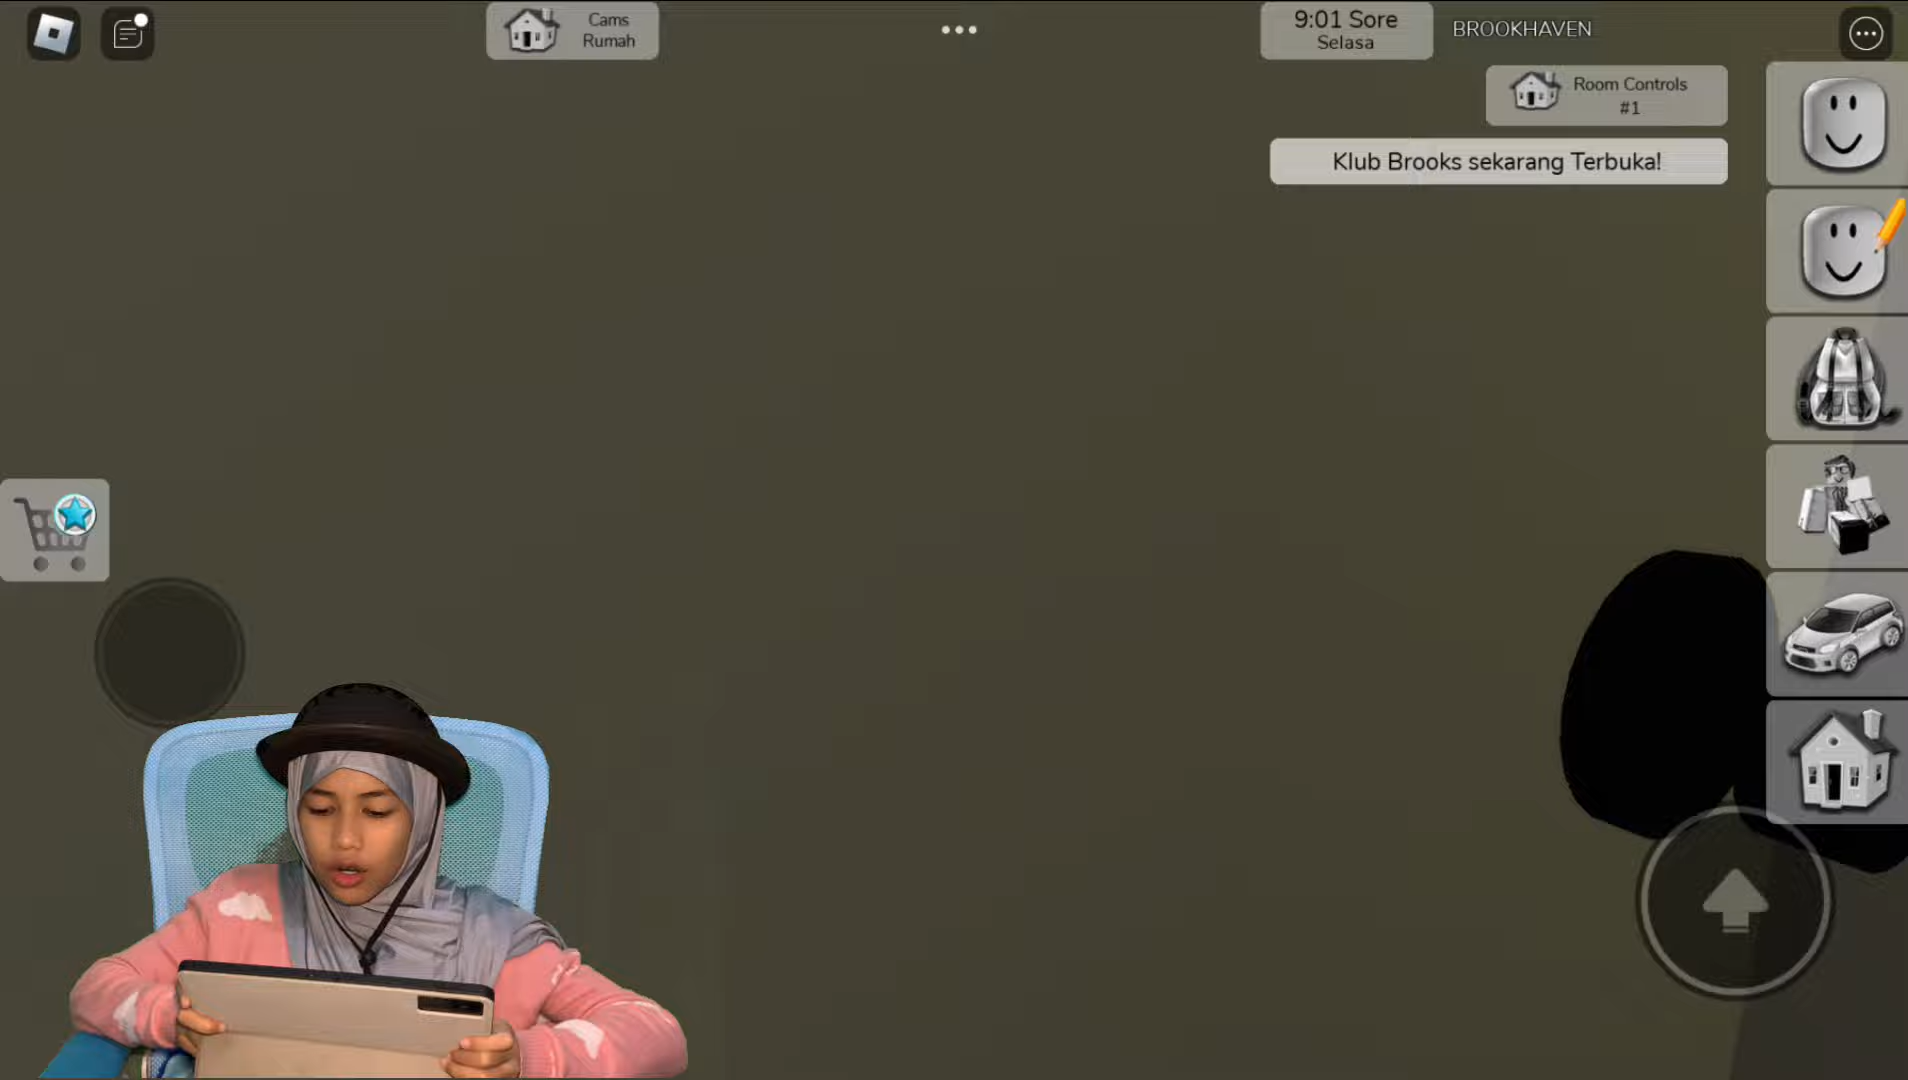 Cams
Rumah
9:01 Sore
Selasa
BROOKHAVEN
Room Controls
#1
Klub Brooks sekarang Terbuka!